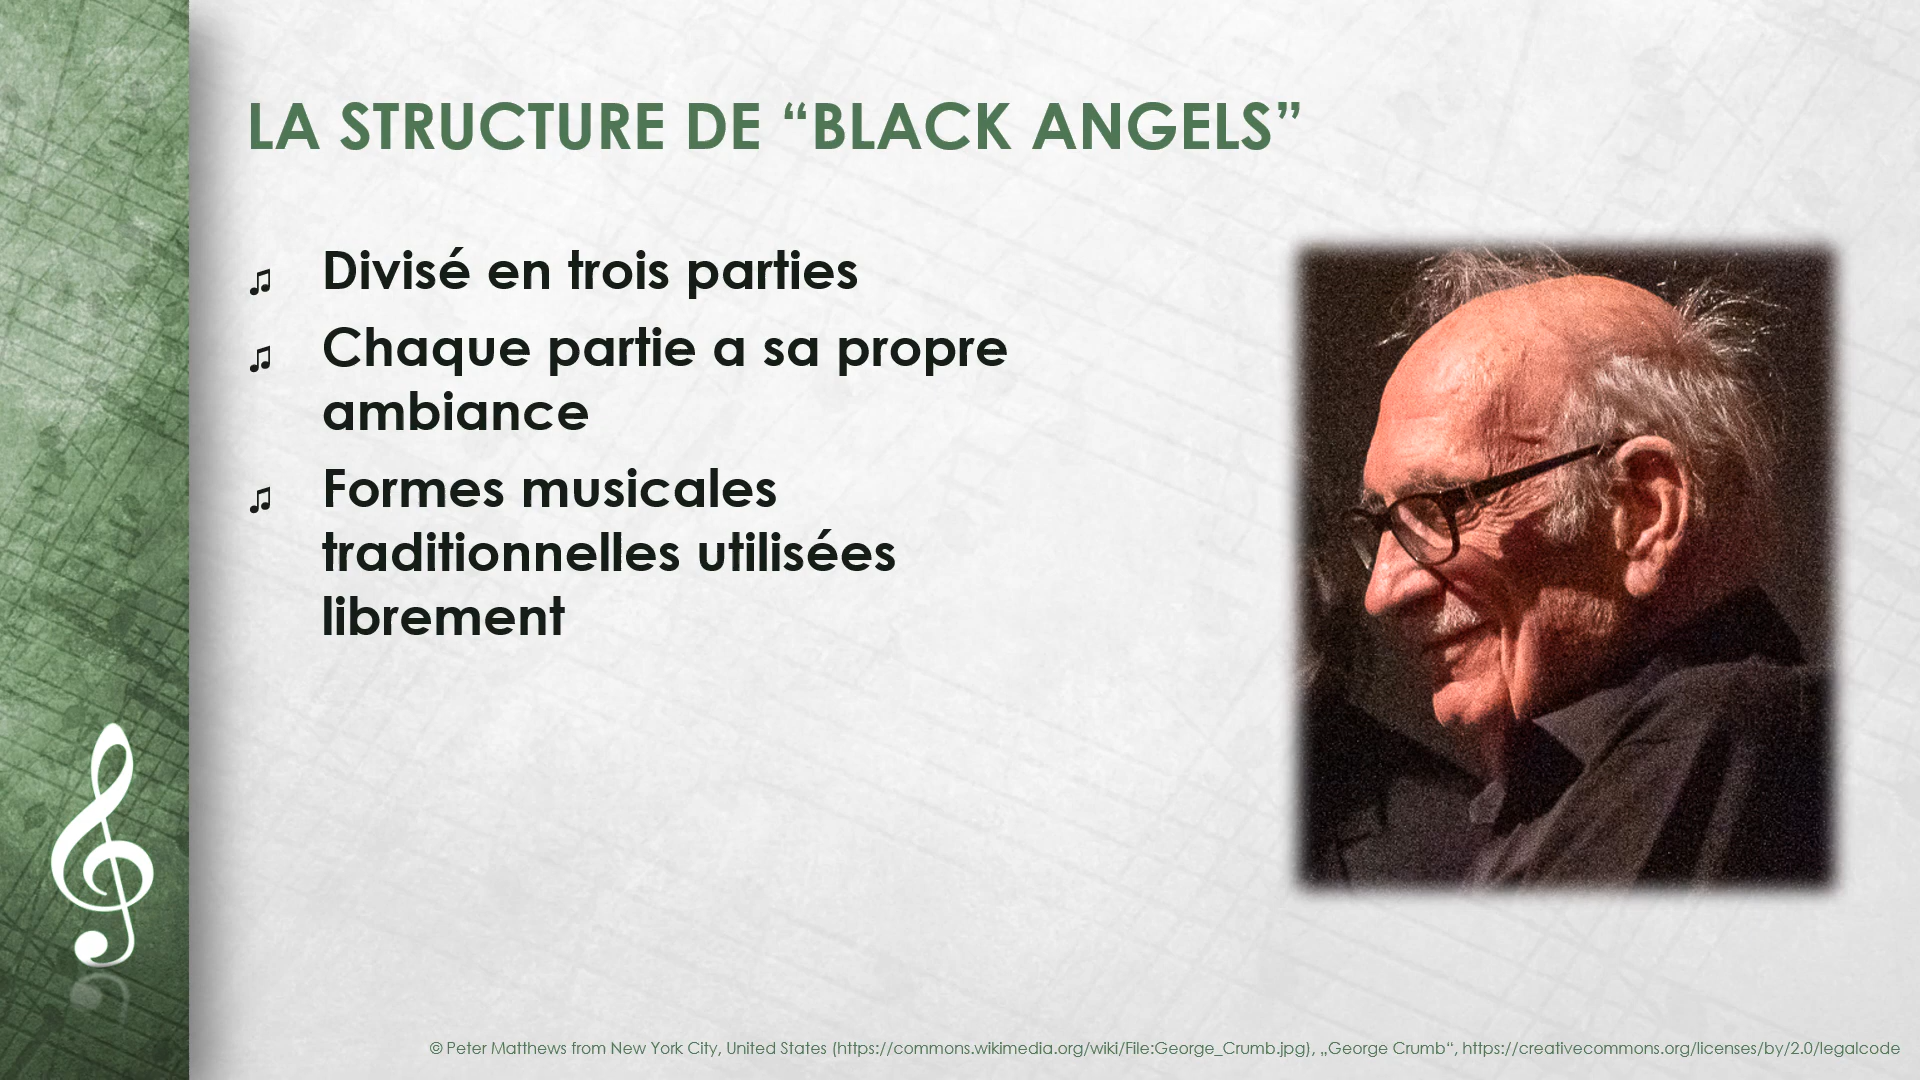 LA STRUCTURE DE “BLACK ANGELS”
♫ Divisé en trois parties
♫ Chaque partie a sa propre
ambiance
♫ Formes musicales
traditionnelles utilisées
librement
© Peter Matthews from New York City, United States (https://commons.wikimedia.org/wiki/File:George_Crumb.jpg), „George Crumb“, https://creativecommons.org/licenses/by/2.0/legalcode